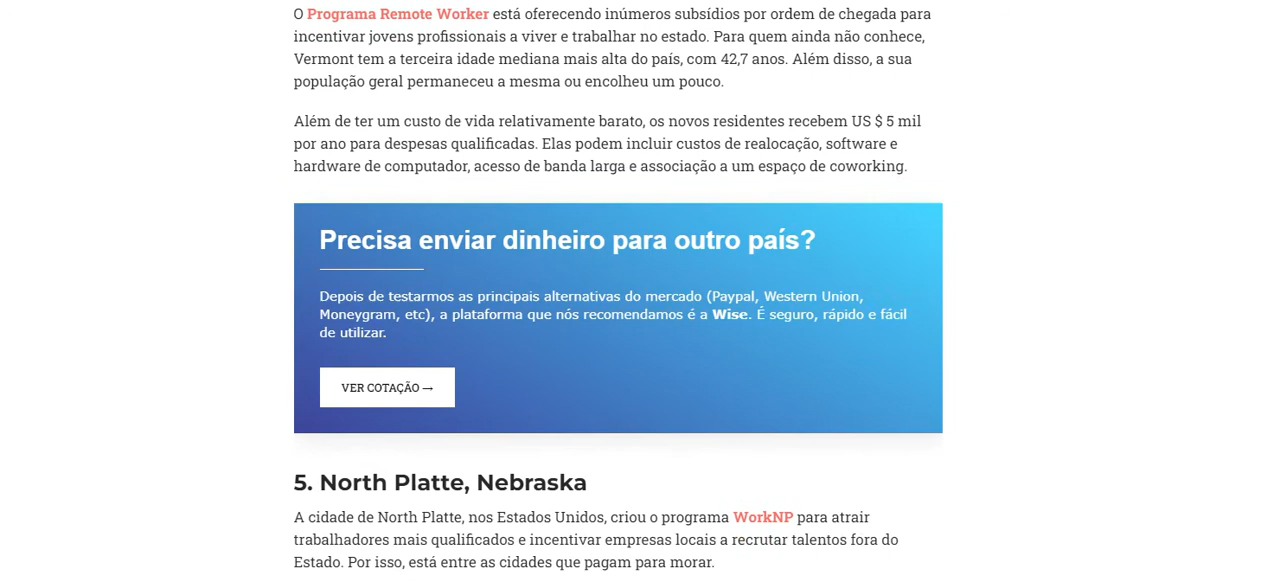 O Programa Remote Worker está oferecendo inúmeros subsídios por ordem de chegada para
incentivar jovens profissionais a viver e trabalhar no estado. Para quem ainda não conhece,
Vermont tem a terceira idade mediana mais alta do país, com 42,7 anos. Além disso, a sua
população geral permaneceu a mesma ou encolheu um pouco.
Além de ter um custo de vida relativamente barato, os novos residentes recebem US $ 5 mil
por ano para despesas qualificadas. Elas podem incluir custos de realocação, software e
hardware de computador, acesso de banda larga e associação a um espaço de coworking.
Precisa enviar dinheiro para outro país?
Depois de testarmos as principais alternativas do mercado (Paypal, Western Union,
Moneygram, etc), a plataforma que nós recomendamos é a Wise. É seguro, rápido e fácil
de utilizar.
VER COTAÇÃO →
5. North Platte, Nebraska
A cidade de North Platte, nos Estados Unidos, criou o programa WorkNP para atrair
trabalhadores mais qualificados e incentivar empresas locais a recrutar talentos fora do
Estado. Por isso, está entre as cidades que pagam para morar.